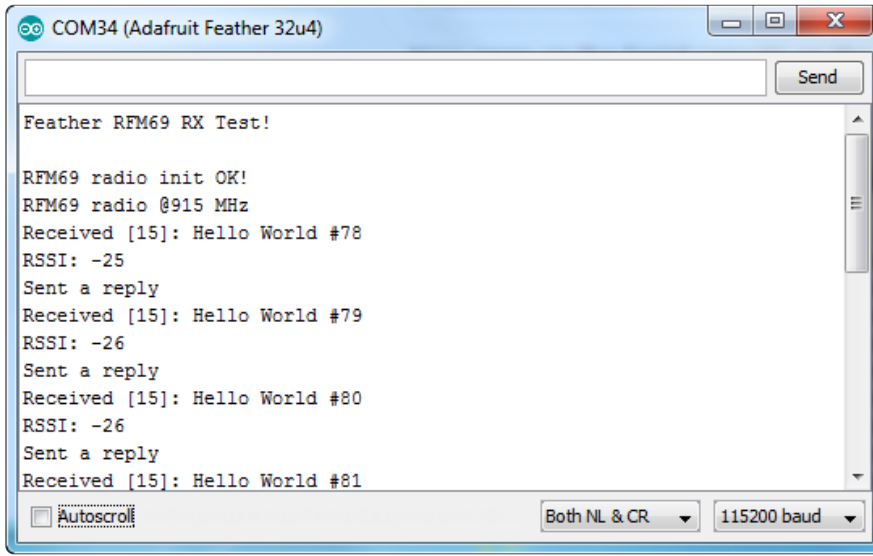 COM34 (Adafruit Feather 32u4)
Send
Feather RFM69 RX Test!
RFM69 radio init OK!
RFM69 radio @915 MHz
Received [15]: Hello World #78
RSSI: -25
Sent a reply
Received [15]: Hello World #79
RSSI: -26
Sent a reply
Received [15]: Hello World #80
RSSI: -26
Sent a reply
Received [15]: Hello World #81
Autoscroll Both NL & CR 115200 baud